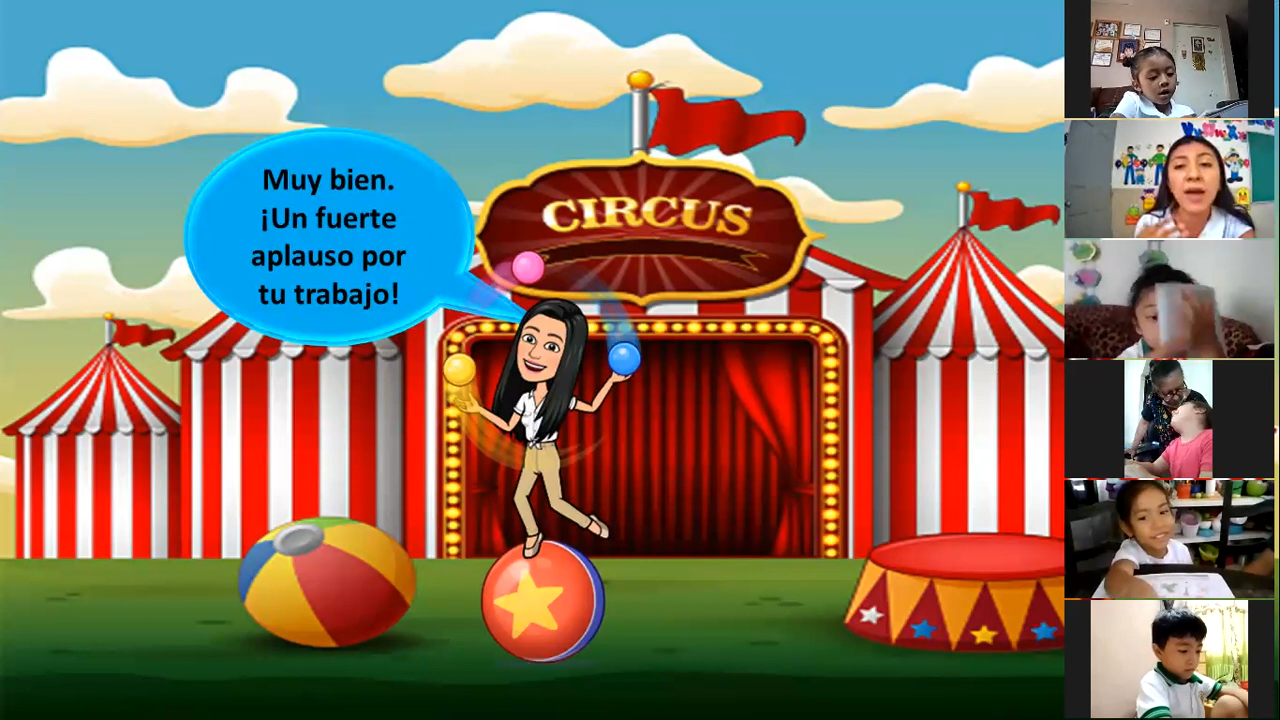 Muy bien.
¡Un fuerte
aplauso por
tu trabajo!
CIRCUS